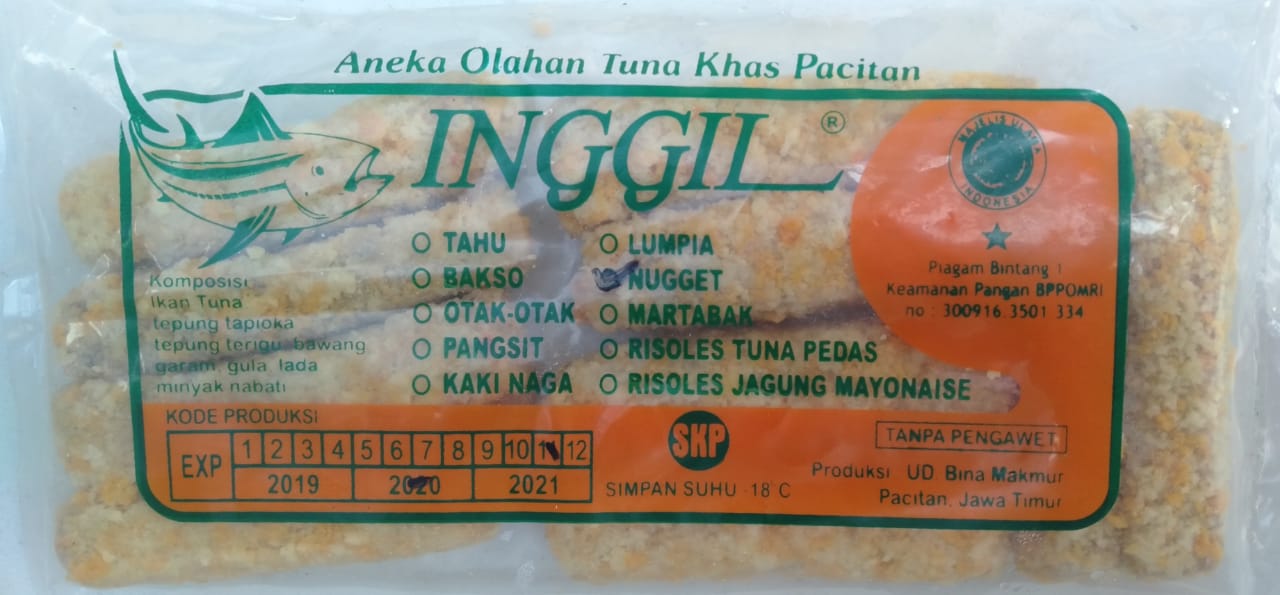 Aneka Olahan Tuna Khas Pacitan
INGGIL ®
MAJELIS ULAMA
INDONESIA
TAHU
BAKSO
OTAK-OTAK
PANGSIT
KAKI NAGA
LUMPIA
NUGGET
MARTABAK
RISOLES TUNA PEDAS
RISOLES JAGUNG MAYONAISE
Piagam Bintang 1
Keamanan Pangan BPPOMRI
no : 300916.3501 334
Komposisi
Ikan Tuna
tepung tapioka
tepung terigu, bawang
garam, gula, lada
minyak nabati
KODE PRODUKSI
EXP
1 2 3 4 5 6 7 8 9 10 11 12
2019 2020 2021
SKP
SIMPAN SUHU -18°C
TANPA PENGAWET
Produksi UD Bina Makmur
Pacitan, Jawa Timur